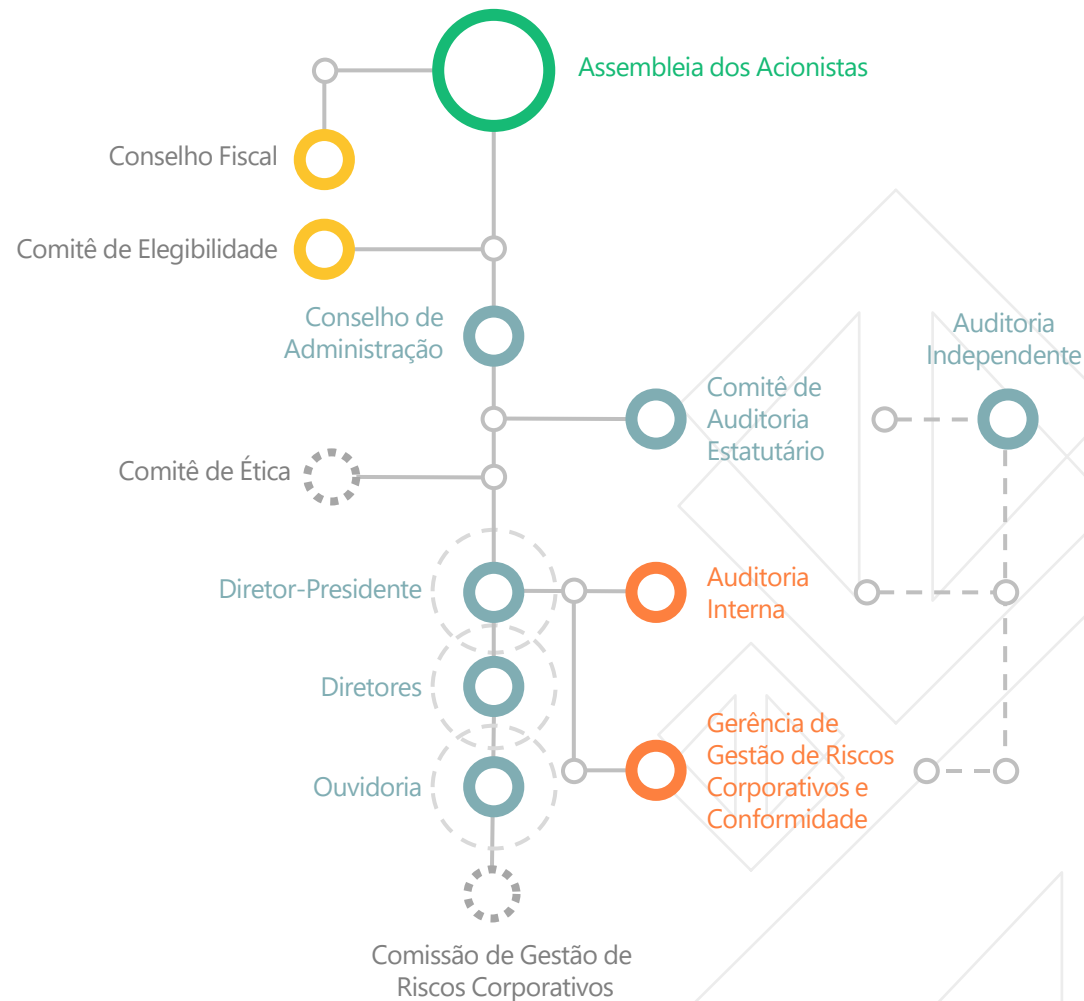 Assembleia dos Acionistas
Conselho Fiscal
Comitê de Elegibilidade
Conselho de
Administração
Auditoria
Independente
Comitê de
Auditoria
Estatutário
Comitê de Ética
Diretor-Presidente
Auditoria
Interna
Diretores
Gerência de
Gestão de Riscos
Corporativos e
Conformidade
Ouvidoria
Comissão de Gestão de
Riscos Corporativos